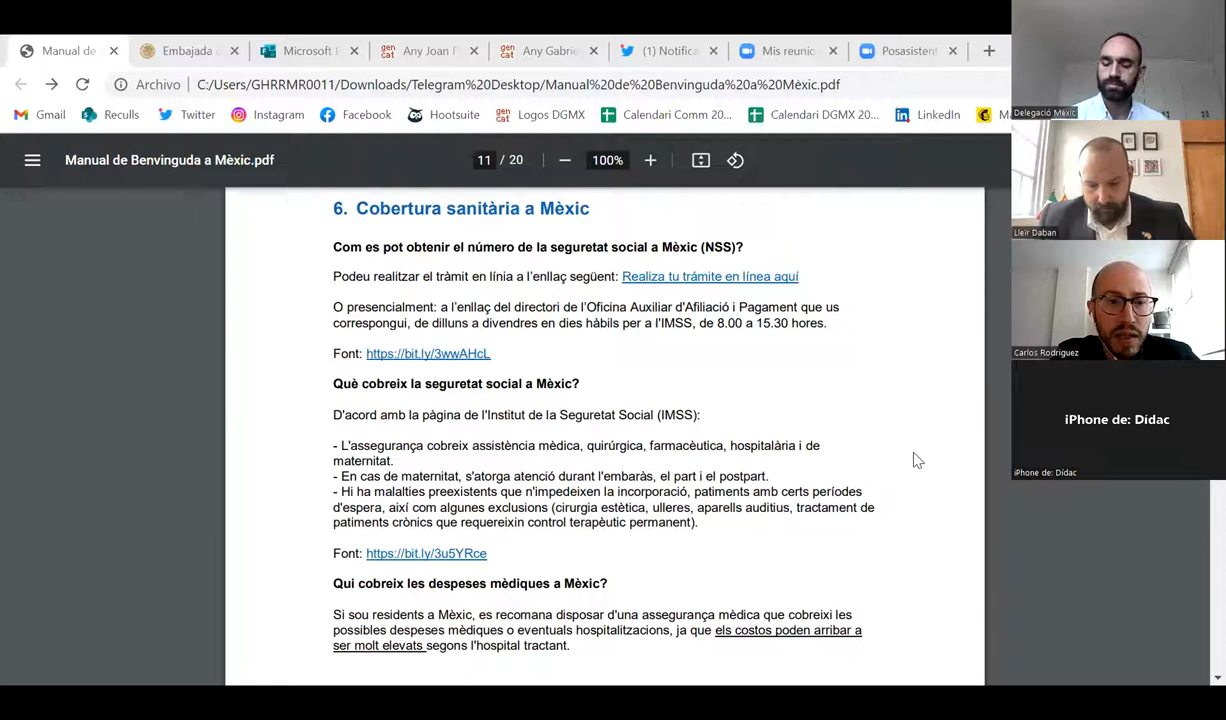 Manual de
Embajada
Microsoft F
gen cat Any Joan F
gen cat Any Gabrie
(1) Notifica
Mis reunio
Posasistent
Archivo C:/Users/GHRRMR0011/Downloads/Telegram%20Desktop/Manual%20de%20Benvinguda%20a%20Mèxic.pdf
Gmail Reculls Twitter Instagram Facebook Hootsuite gen cat Logos DGMX Calendari Comm 20... Calendari DGMX 20... LinkedIn M
Manual de Benvinguda a Mèxic.pdf 11 / 20 100%
6. Cobertura sanitària a Mèxic
Com es pot obtenir el número de la seguretat social a Mèxic (NSS)?
Podeu realitzar el tràmit en línia a l'enllaç següent: Realiza tu trámite en línea aquí
O presencialment: a l'enllaç del directori de l'Oficina Auxiliar d'Afiliació i Pagament que us
correspongui, de dilluns a divendres en dies hàbils per a l'IMSS, de 8.00 a 15.30 hores.
Font: https://bit.ly/3wwAHcL
Què cobreix la seguretat social a Mèxic?
D'acord amb la pàgina de l'Institut de la Seguretat Social (IMSS):
- L'assegurança cobreix assistència mèdica, quirúrgica, farmacèutica, hospitalària i de
maternitat.
- En cas de maternitat, s'atorga atenció durant l'embaràs, el part i el postpart.
- Hi ha malalties preexistents que n'impedeixen la incorporació, patiments amb certs períodes
d'espera, així com algunes exclusions (cirurgia estètica, ulleres, aparells auditius, tractament de
patiments crònics que requereixin control terapèutic permanent).
Font: https://bit.ly/3u5YRce
Qui cobreix les despeses mèdiques a Mèxic?
Si sou residents a Mèxic, es recomana disposar d'una assegurança mèdica que cobreixi les
possibles despeses mèdiques o eventuals hospitalitzacions, ja que els costos poden arribar a
ser molt elevats segons l'hospital tractant.
Delegació Mèxic
Lleïr Daban
Carlos Rodríguez
iPhone de: Dídac
iPhone de: Dídac